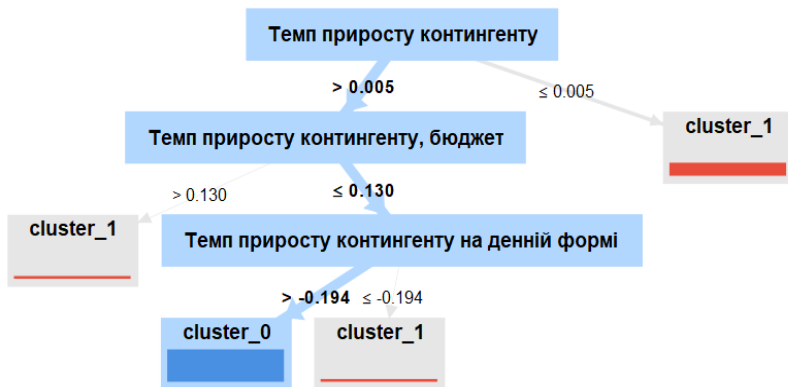 Темп приросту контингенту
> 0.005
≤ 0.005
cluster_1
Темп приросту контингенту, бюджет
> 0.130
≤ 0.130
cluster_1
Темп приросту контингенту на денній формі
> -0.194
≤ -0.194
cluster_0
cluster_1